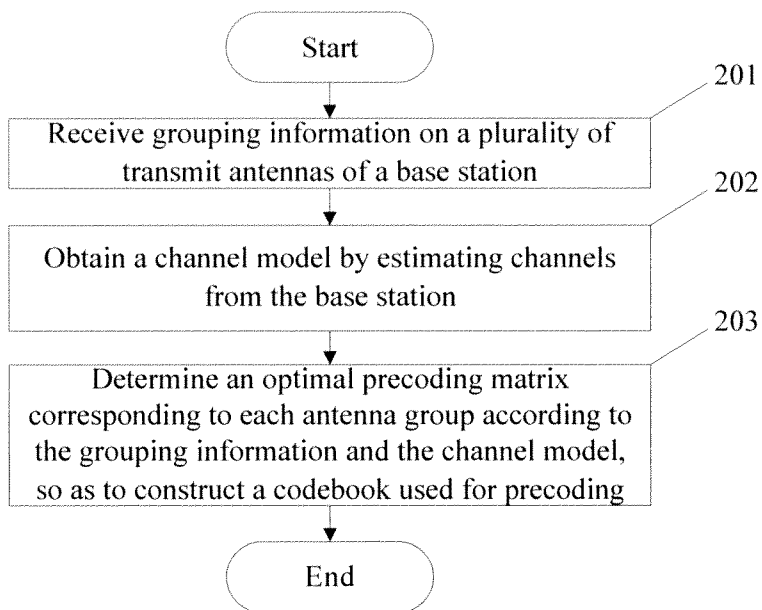 Start
201
Receive grouping information on a plurality of
transmit antennas of a base station
202
Obtain a channel model by estimating channels
from the base station
203
Determine an optimal precoding matrix
corresponding to each antenna group according to
the grouping information and the channel model,
so as to construct a codebook used for precoding
End